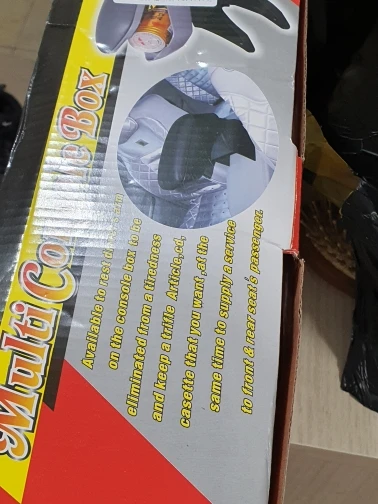 Multi Console Box
Available to rest d
on the console box to be
eliminated from a tiredness
and keep a trifle Article,cd,
casette that you want ,at the
same time to supply a service
to front & rear seat's passenger.